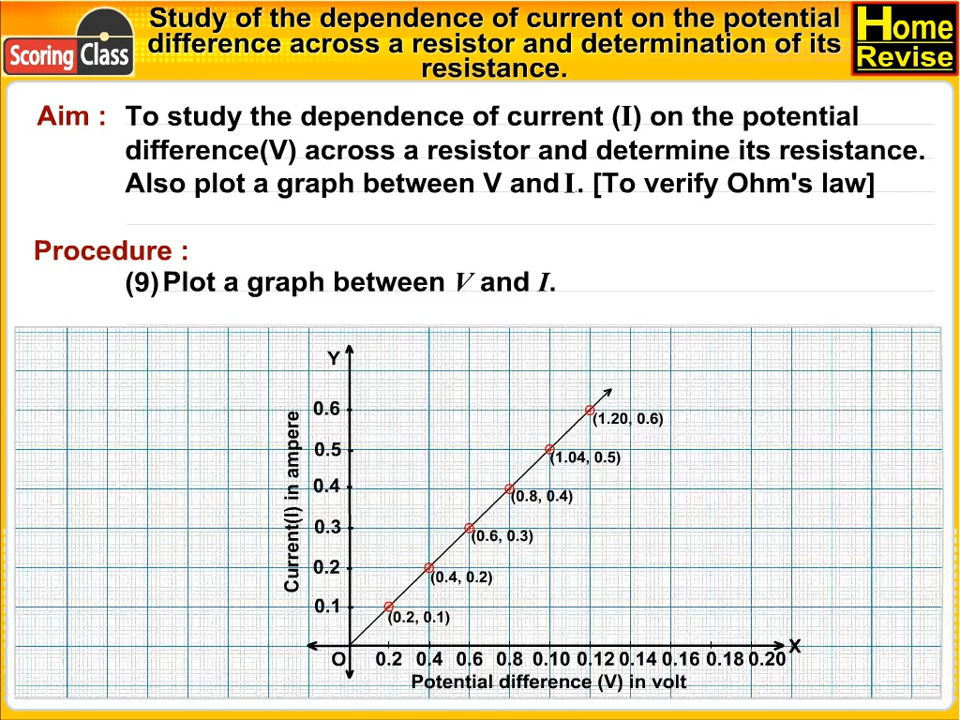 Study of the dependence of current on the potential
difference across a resistor and determination of its
resistance.
Scoring Class
Home
Revise
Aim : To study the dependence of current (I) on the potential
difference(V) across a resistor and determine its resistance.
Also plot a graph between V and I. [To verify Ohm's law]
Procedure :
(9) Plot a graph between V and I.
Y
0.6
(1.20, 0.6)
0.5
(1.04, 0.5)
0.4
(0.8, 0.4)
0.3
(0.6, 0.3)
0.2
(0.4, 0.2)
0.1
(0.2, 0.1)
Current(I) in ampere
X
O 0.2 0.4 0.6 0.8 0.10 0.12 0.14 0.16 0.18 0.20
Potential difference (V) in volt